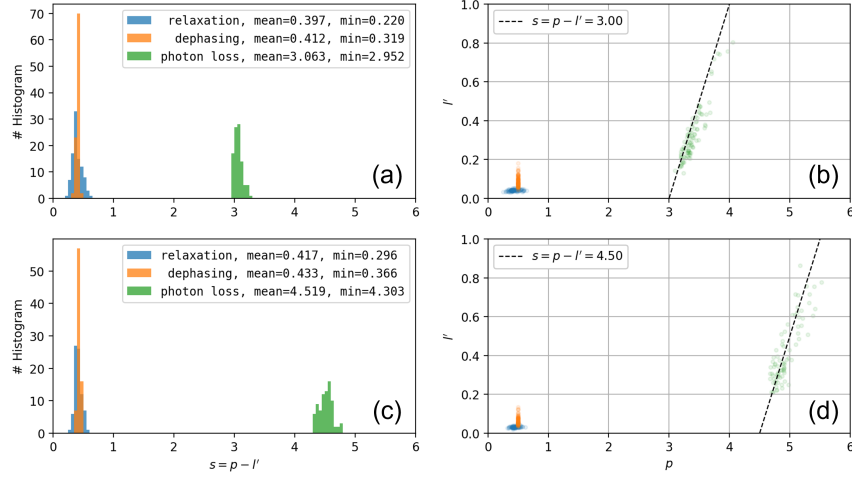 70
60
50
40
30
20
10
0
# Histogram
relaxation, mean=0.397, min=0.220
dephasing, mean=0.412, min=0.319
photon loss, mean=3.063, min=2.952
(a)
0 1 2 3 4 5 6
1.0
0.8
0.6
0.4
0.2
0.0
l′
s = p − l′ = 3.00
(b)
0 1 2 3 4 5 6
50
40
30
20
10
0
# Histogram
relaxation, mean=0.417, min=0.296
dephasing, mean=0.433, min=0.366
photon loss, mean=4.519, min=4.303
(c)
0 1 2 3 4 5 6
s = p − l′
1.0
0.8
0.6
0.4
0.2
0.0
l′
s = p − l′ = 4.50
(d)
0 1 2 3 4 5 6
p